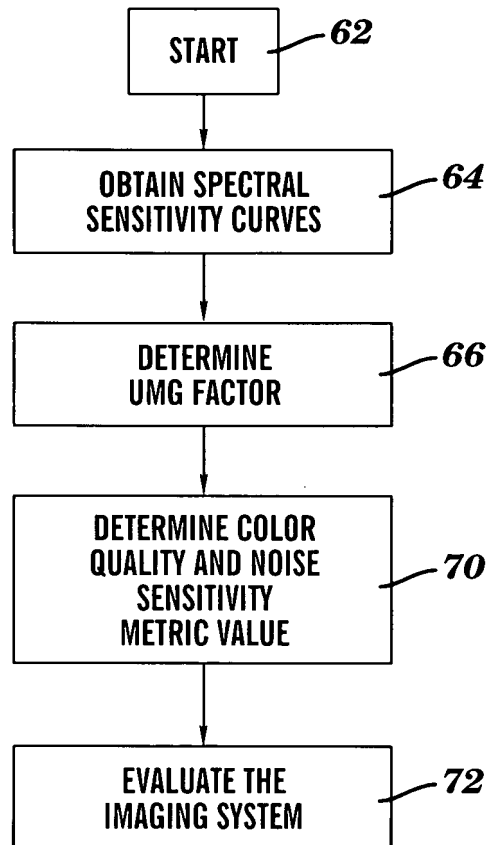 START
62
OBTAIN SPECTRAL
SENSITIVITY CURVES
64
DETERMINE
UMG FACTOR
66
DETERMINE COLOR
QUALITY AND NOISE
SENSITIVITY
METRIC VALUE
70
EVALUATE THE
IMAGING SYSTEM
72